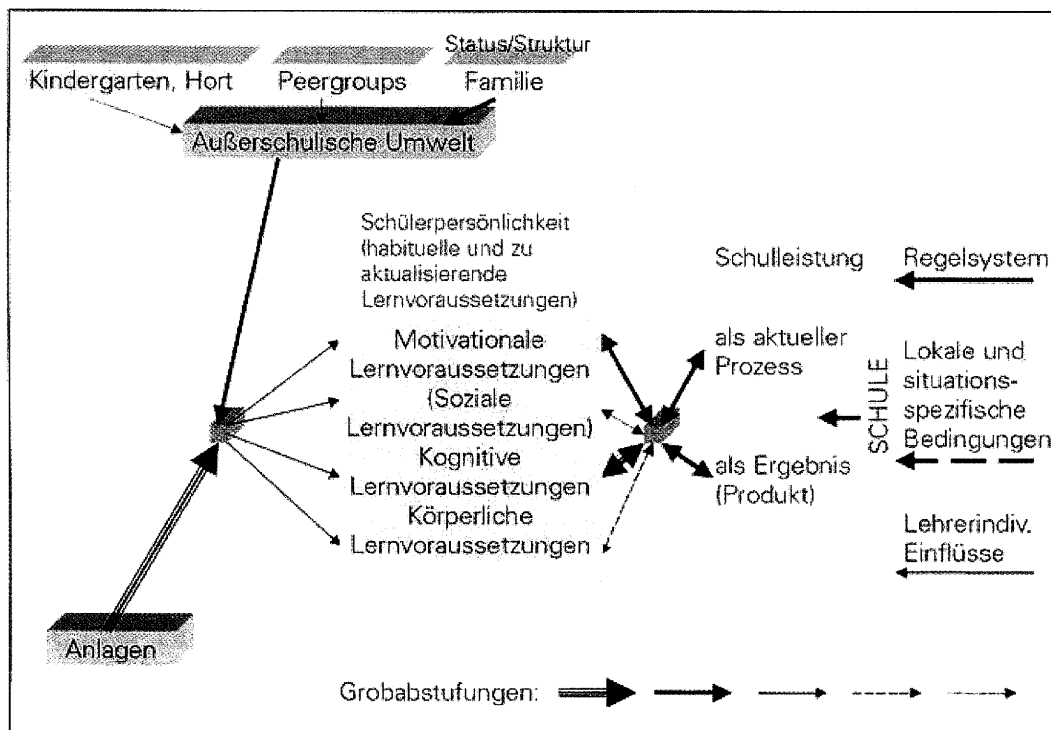 Status/Struktur
Kindergarten, Hort
Peergroups
Familie
Außerschulische Umwelt
Schülerpersönlichkeit
(habituelle und zu
aktualisierende
Lernvoraussetzungen)
Motivationale
Lernvoraussetzungen
(Soziale
Lernvoraussetzungen)
Kognitive
Lernvoraussetzungen
Körperliche
Lernvoraussetzungen
Schulleistung
als aktueller
Prozess
als Ergebnis
(Produkt)
SCHULE
Regelsystem
Lokale und
situations-
spezifische
Bedingungen
Lehrerindiv.
Einflüsse
Anlagen
Grobabstufungen: